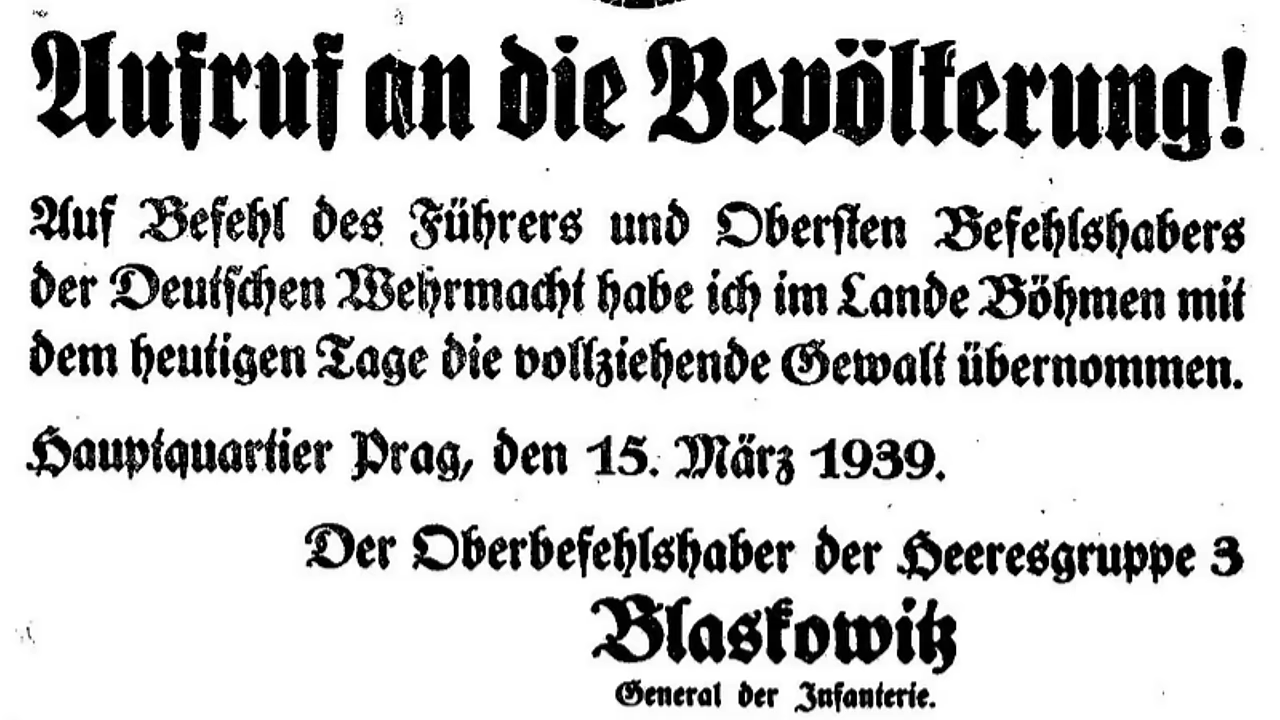 Aufruf an die Bevölkerung!
Auf Befehl des Führers und Obersten Befehlshabers
der Deutschen Wehrmacht habe ich im Lande Böhmen mit
dem heutigen Tage die vollziehende Gewalt übernommen.
Hauptquartier Prag, den 15. März 1939.
Der Oberbefehlshaber der Heeresgruppe 3
Blaskowitz
General der Infanterie.